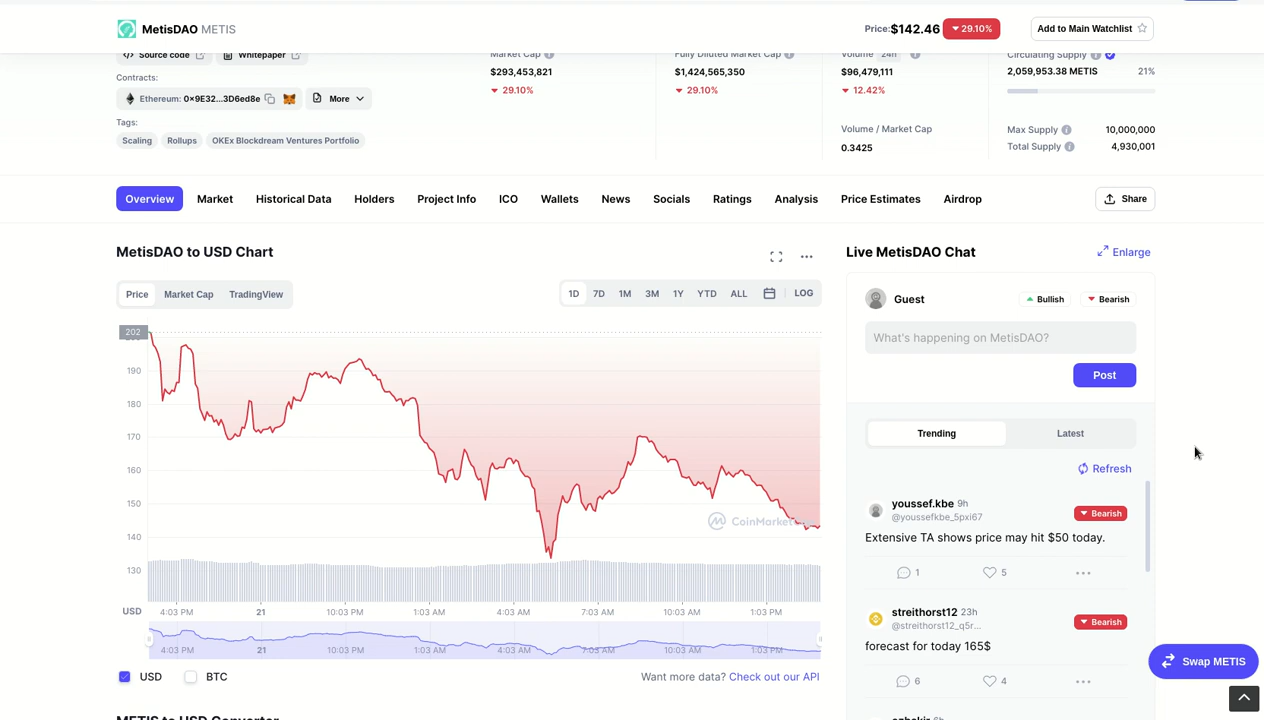 MetisDAO METIS
Price: $142.46 29.10%
Add to Main Watchlist
Source code Whitepaper
Contracts:
Ethereum: 0x9E32...3D6ed8e More
Tags:
Scaling Rollups OKEx Blockdream Ventures Portfolio
Market Cap
$293,453,821
29.10%
Fully Diluted Market Cap
$1,424,565,350
29.10%
Volume 24h
$96,479,111
12.42%
Volume / Market Cap
0.3425
Circulating Supply
2,059,953.38 METIS 21%
Max Supply 10,000,000
Total Supply 4,930,001
Overview Market Historical Data Holders Project Info ICO Wallets News Socials Ratings Analysis Price Estimates Airdrop
Share
MetisDAO to USD Chart
Price Market Cap TradingView
1D 7D 1M 3M 1Y YTD ALL LOG
202
190
180
170
160
150
140
130
CoinMarket
USD 4:03 PM 21 10:03 PM 1:03 AM 4:03 AM 7:03 AM 10:03 AM 1:03 PM
4:03 PM 21 10:03 PM 1:03 AM 4:03 AM 7:03 AM 10:03 AM 1:03 PM
USD BTC
Want more data? Check out our API
METIS to USD Converter
Live MetisDAO Chat
Enlarge
Guest Bullish Bearish
What's happening on MetisDAO?
Post
Trending Latest
Refresh
youssef.kbe 9h
@youssefkbe_5pxi67
Bearish
Extensive TA shows price may hit $50 today.
1 5
streithorst12 23h
@streithorst12_q5r...
Bearish
forecast for today 165$
6 4
Swap METIS